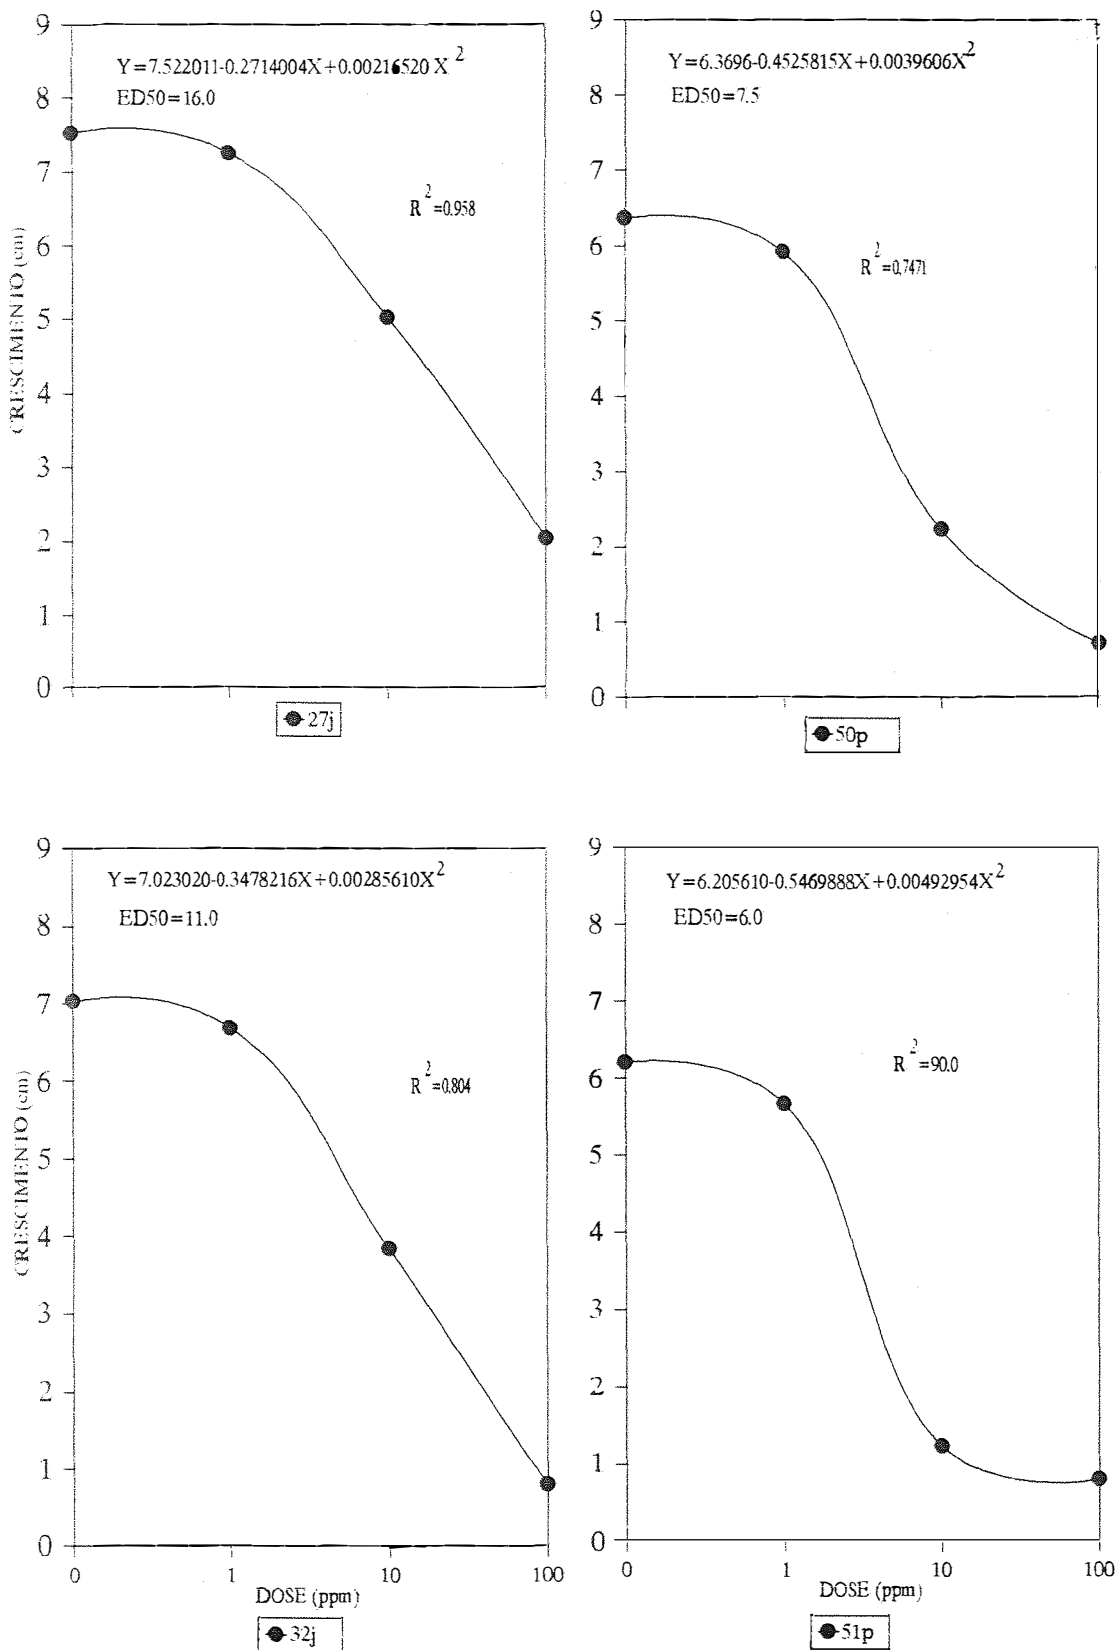 9
8
7
6
5
4
3
2
1
0
CRESCIMENTO (cm)
Y=7.522011-0.2714004X+0.00216520 X 2
ED50=16.0
R 2 =0.958
27j
9
8
7
6
5
4
3
2
1
0
Y=6.3696-0.4525815X+0.0039606X2
ED50=7.5
R 2 =0.7471
50p
9
8
7
6
5
4
3
2
1
0
CRESCIMENTO (cm)
Y=7.023020-0.3478216X+0.00285610X2
ED50=11.0
R 2 =0.804
0 1 10 100
DOSE (ppm)
32j
9
8
7
6
5
4
3
2
1
0
Y=6.205610-0.5469888X+0.00492954X2
ED50=6.0
R 2 =90.0
0 1 10 100
DOSE (ppm)
51p